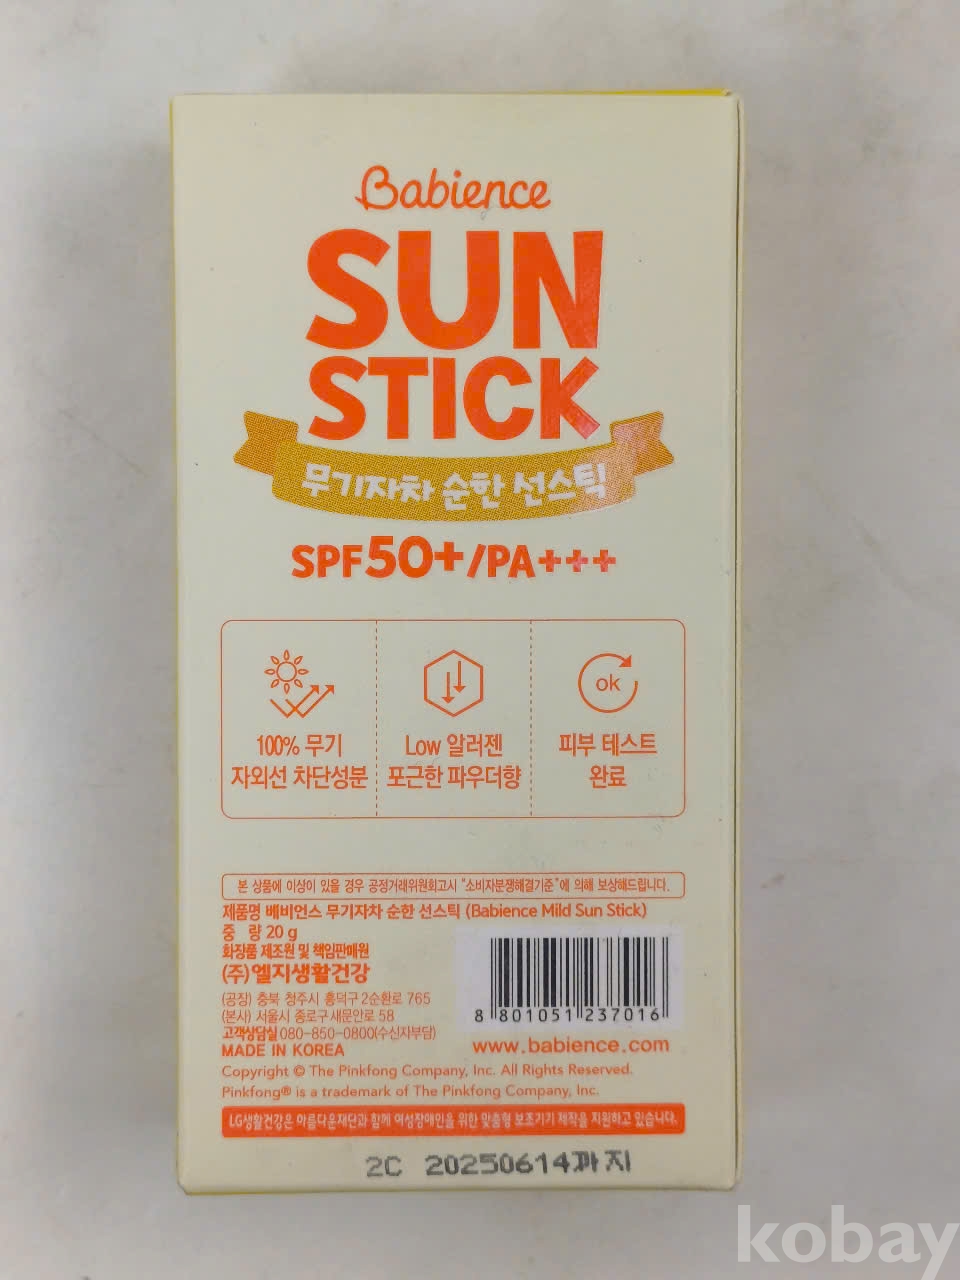 Babience
SUN
STICK
무기자차 순한 선스틱
SPF50+/PA+++
100% 무기
자외선 차단성분
Low 알러젠
포근한 파우더향
ok
피부 테스트
완료
본 상품에 이상이 있을 경우 공정거래위원회고시 "소비자분쟁해결기준"에 의해 보상해드립니다.
제품명 베비언스 무기자차 순한 선스틱 (Babience Mild Sun Stick)
중 량 20 g
화장품 제조원 및 책임판매원
(주)엘지생활건강
(공장) 충북 청주시 흥덕구 2순환로 765
(본사) 서울시 종로구 새문안로 58
고객상담실 080-850-0800(수신자부담)
MADE IN KOREA
8 801051 237016
www.babience.com
Copyright © The Pinkfong Company, Inc. All Rights Reserved.
Pinkfong® is a trademark of The Pinkfong Company, Inc.
LG생활건강은 아름다운재단과 함께 여성장애인을 위한 맞춤형 보조기기 제작을 지원하고 있습니다.
2C 20250614까지
kobay